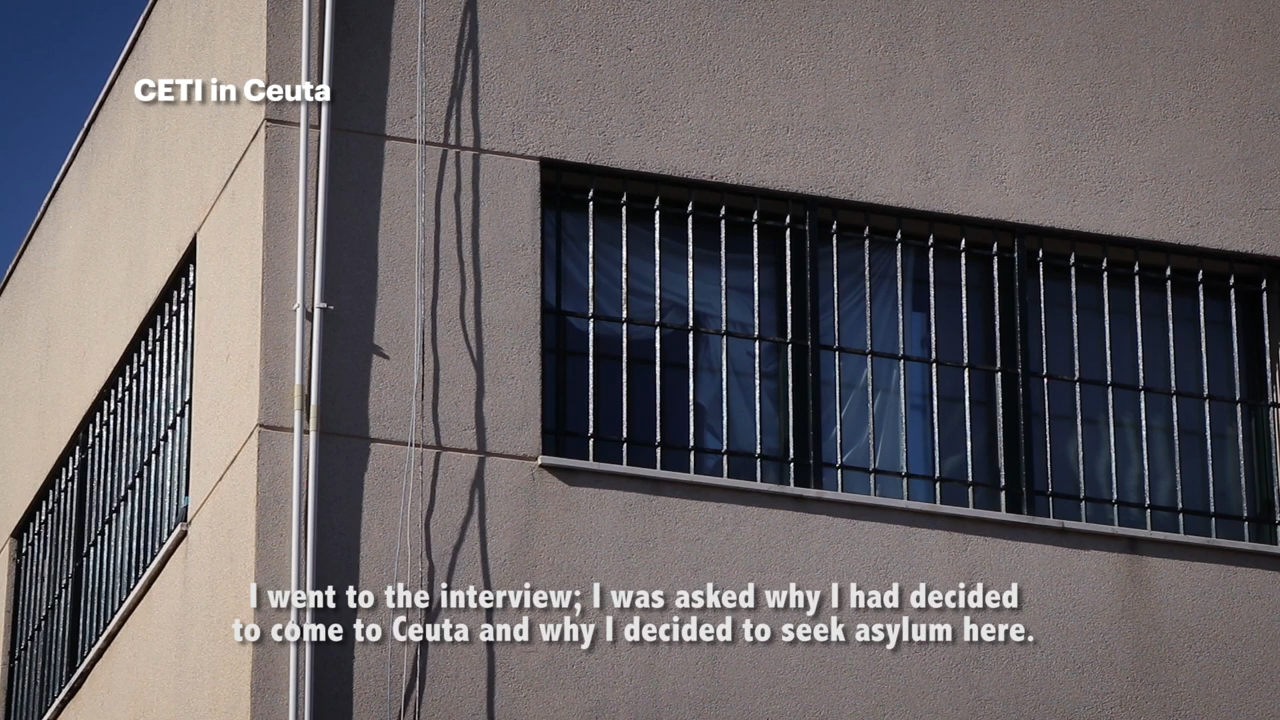 CETI in Ceuta
I went to the interview; I was asked why I had decided
to come to Ceuta and why I decided to seek asylum here.